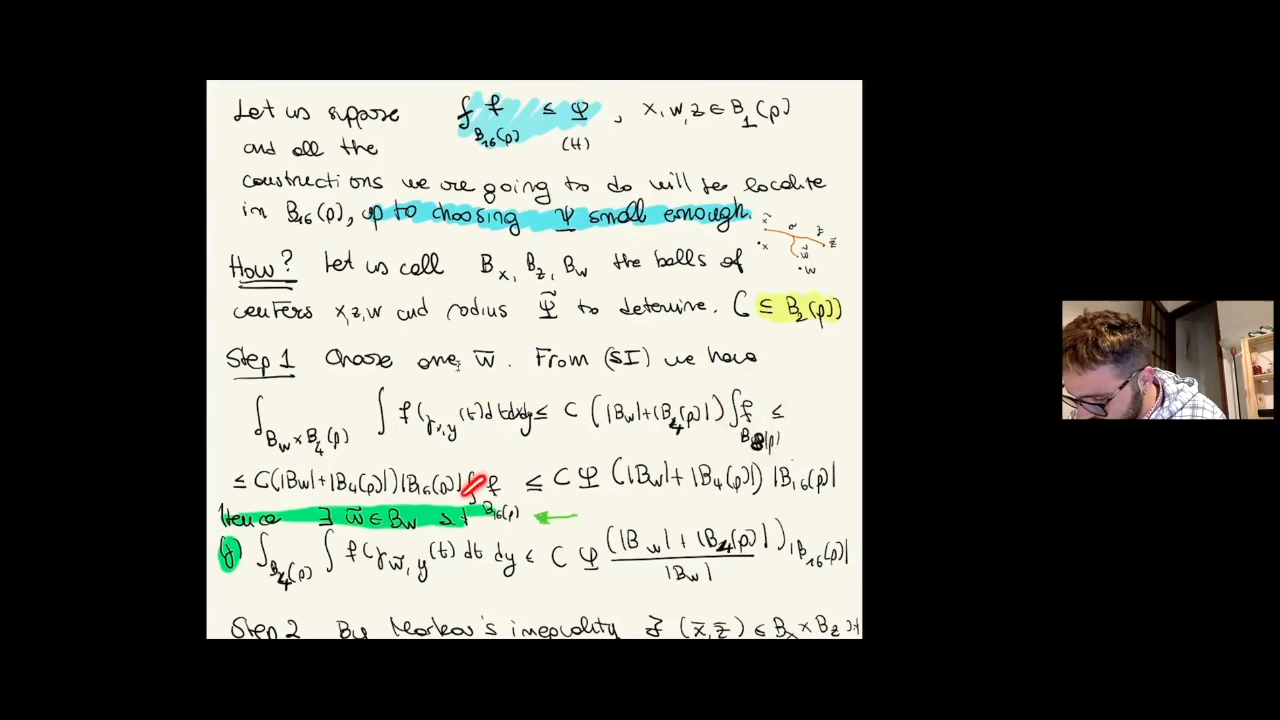 Let us suppose ⨍_{B_16(p)} f ≤ Ψ (H), x, w, z ∈ B_1(p)
and all the
constructions we are going to do will be localite
in B_16(p), up to choosing Ψ small enough.
How? Let us call B_x, B_z, B_w the balls of
centers x, z, w and radius Ψ̃ to determine. (⊆ B_2(p))
Step 1 Choose one w̃. From (SI) we have
∫_{B_w × B_4(p)} ∫ f(γ_{x,y}(t) dt dx dy ≤ C (|B_w| + |B_4(p)|) ∫_{B_8(p)} f ≤
≤ C(|B_w| + |B_4(p)|) |B_16(p)| ⨍_{B_16(p)} f ≤ C Ψ (|B_w| + |B_4(p)|) |B_16(p)|
Hence ∃ w̃ ∈ B_w st
∫_{B_4(p)} ∫ f(γ_{w̃,y}(t) dt dy ≤ C Ψ (|B_w| + |B_4(p)|) / |B_w| |B_16(p)|
Step 2 By Markov's inequality ∃ (x̃, z̃) ∈ B_x × B_z st